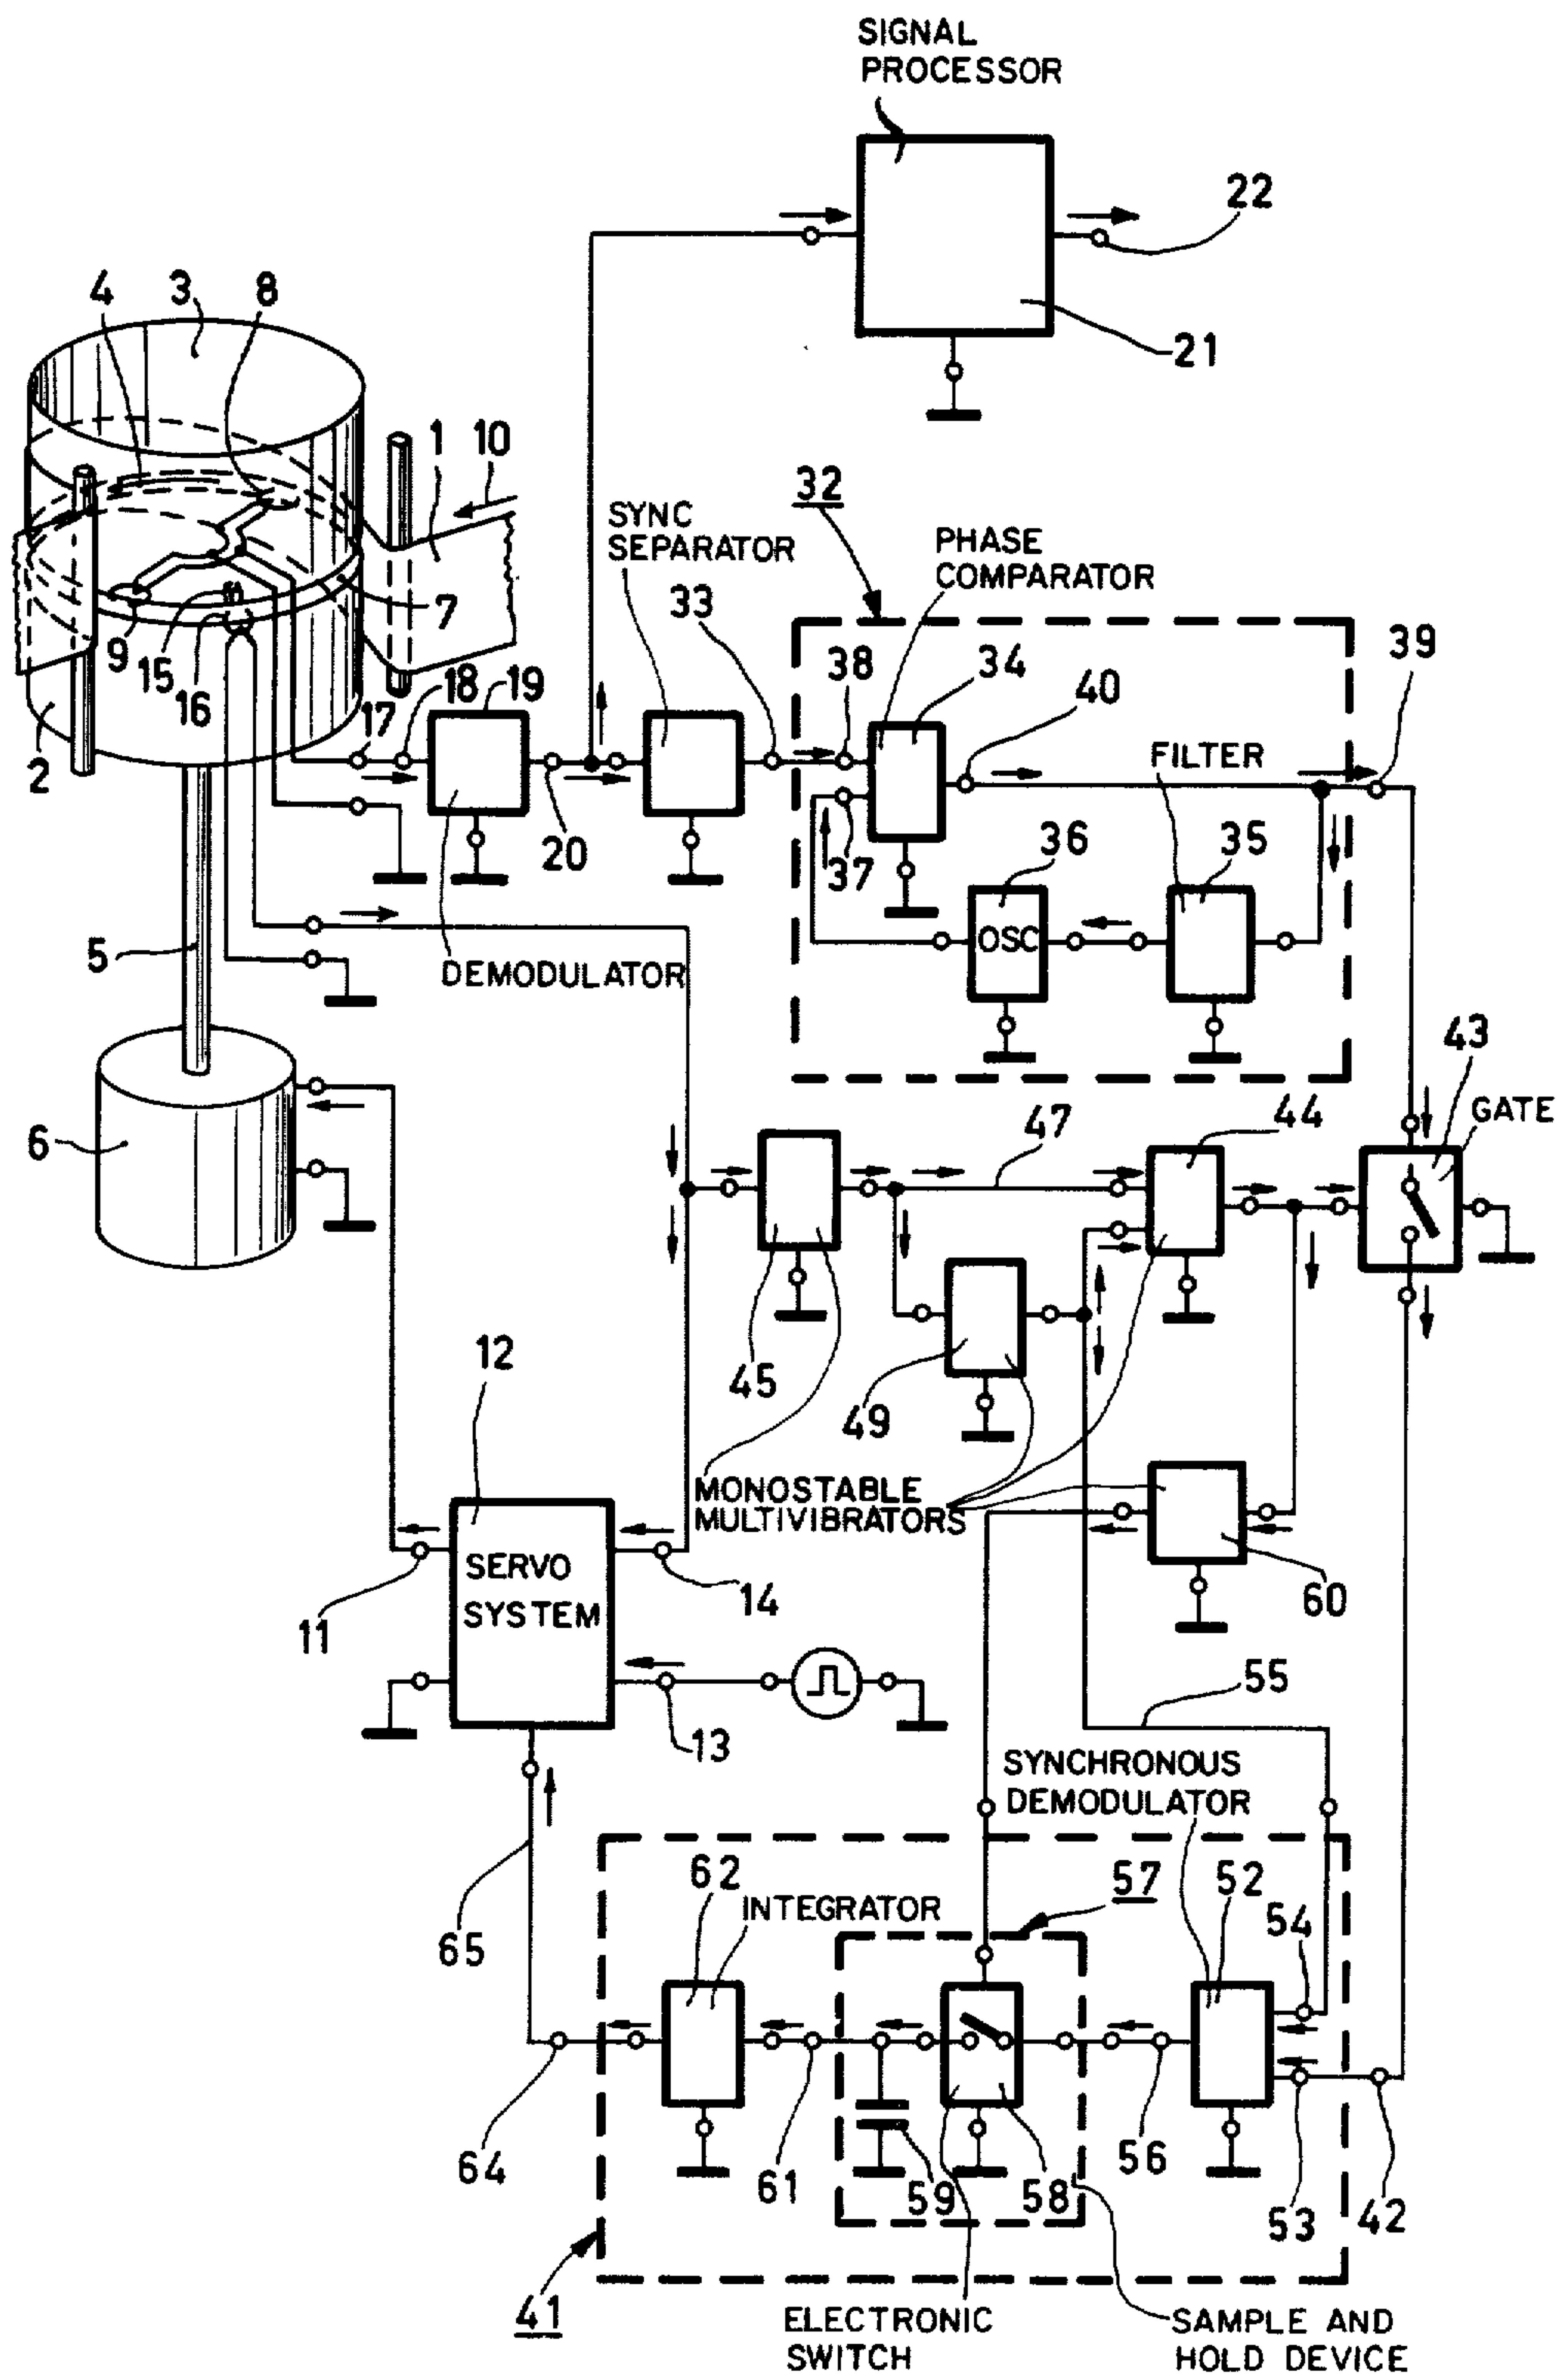 SIGNAL
PROCESSOR
22
21
4
3
8
1
10
32
SYNC
SEPARATOR
PHASE
COMPARATOR
33
7
9
15
16
38
34
40
39
2
17
18
19
FILTER
20
37
36
35
OSC
5
DEMODULATOR
43
GATE
6
47
44
12
45
49
MONOSTABLE
MULTIVIBRATORS
SERVO
SYSTEM
11
14
60
55
13
SYNCHRONOUS
DEMODULATOR
62
INTEGRATOR
57
52
54
65
64
61
59
58
56
53
42
41
ELECTRONIC
SWITCH
SAMPLE AND
HOLD DEVICE